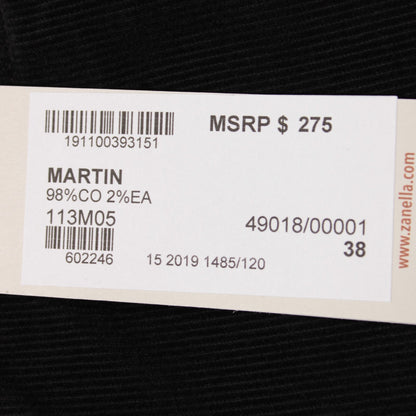 MSRP $ 275
191100393151
MARTIN
98%CO 2%EA
113M05
49018/00001
38
602246
15 2019 1485/120
www.zanella.com